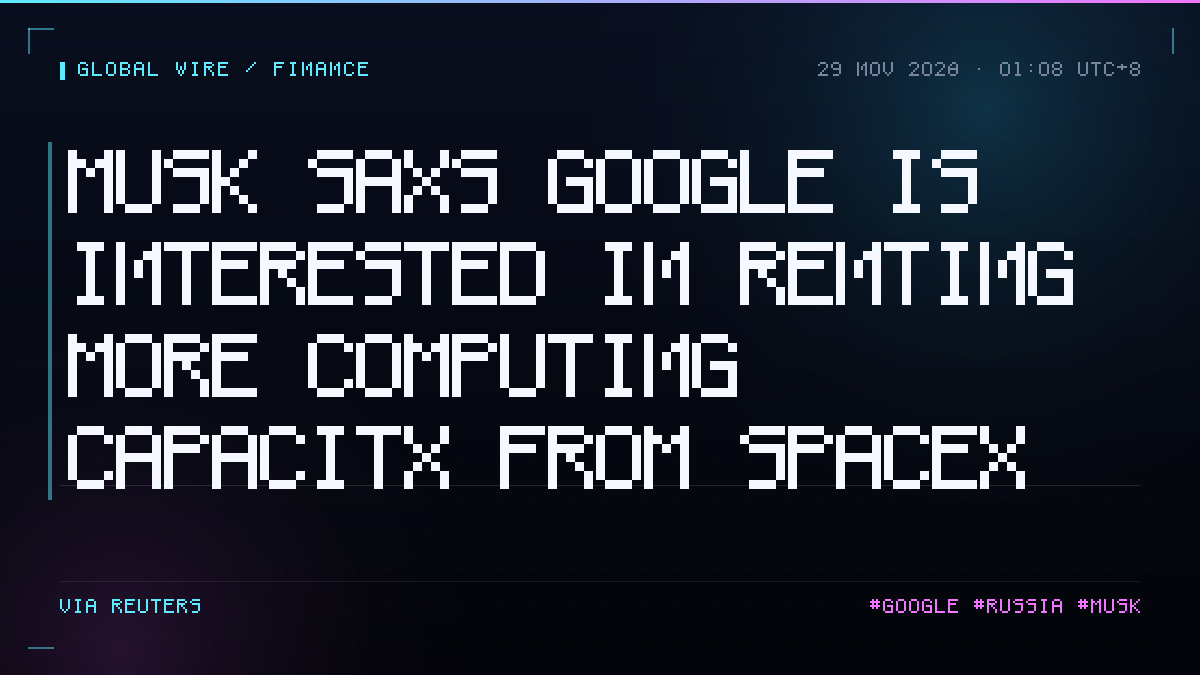 GLOBAL WIRE / FINANCE
29 NOV 2026 · 01:08 UTC+8
MUSK SAYS GOOGLE IS
INTERESTED IN RENTING
MORE COMPUTING
CAPACITY FROM SPACEX
VIA REUTERS
#GOOGLE #RUSSIA #MUSK